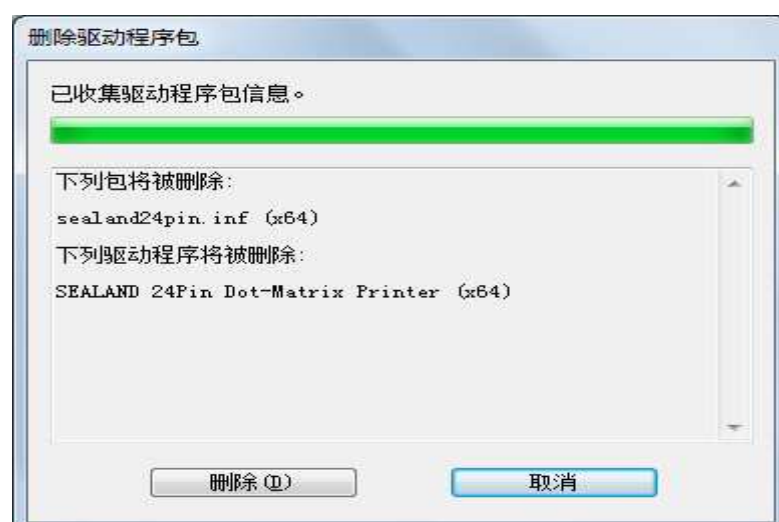 删除驱动程序包
已收集驱动程序包信息。
下列包将被删除:
sealand24pin.inf (x64)
下列驱动程序将被删除:
SEALAND 24Pin Dot-Matrix Printer (x64)
删除(D) 取消